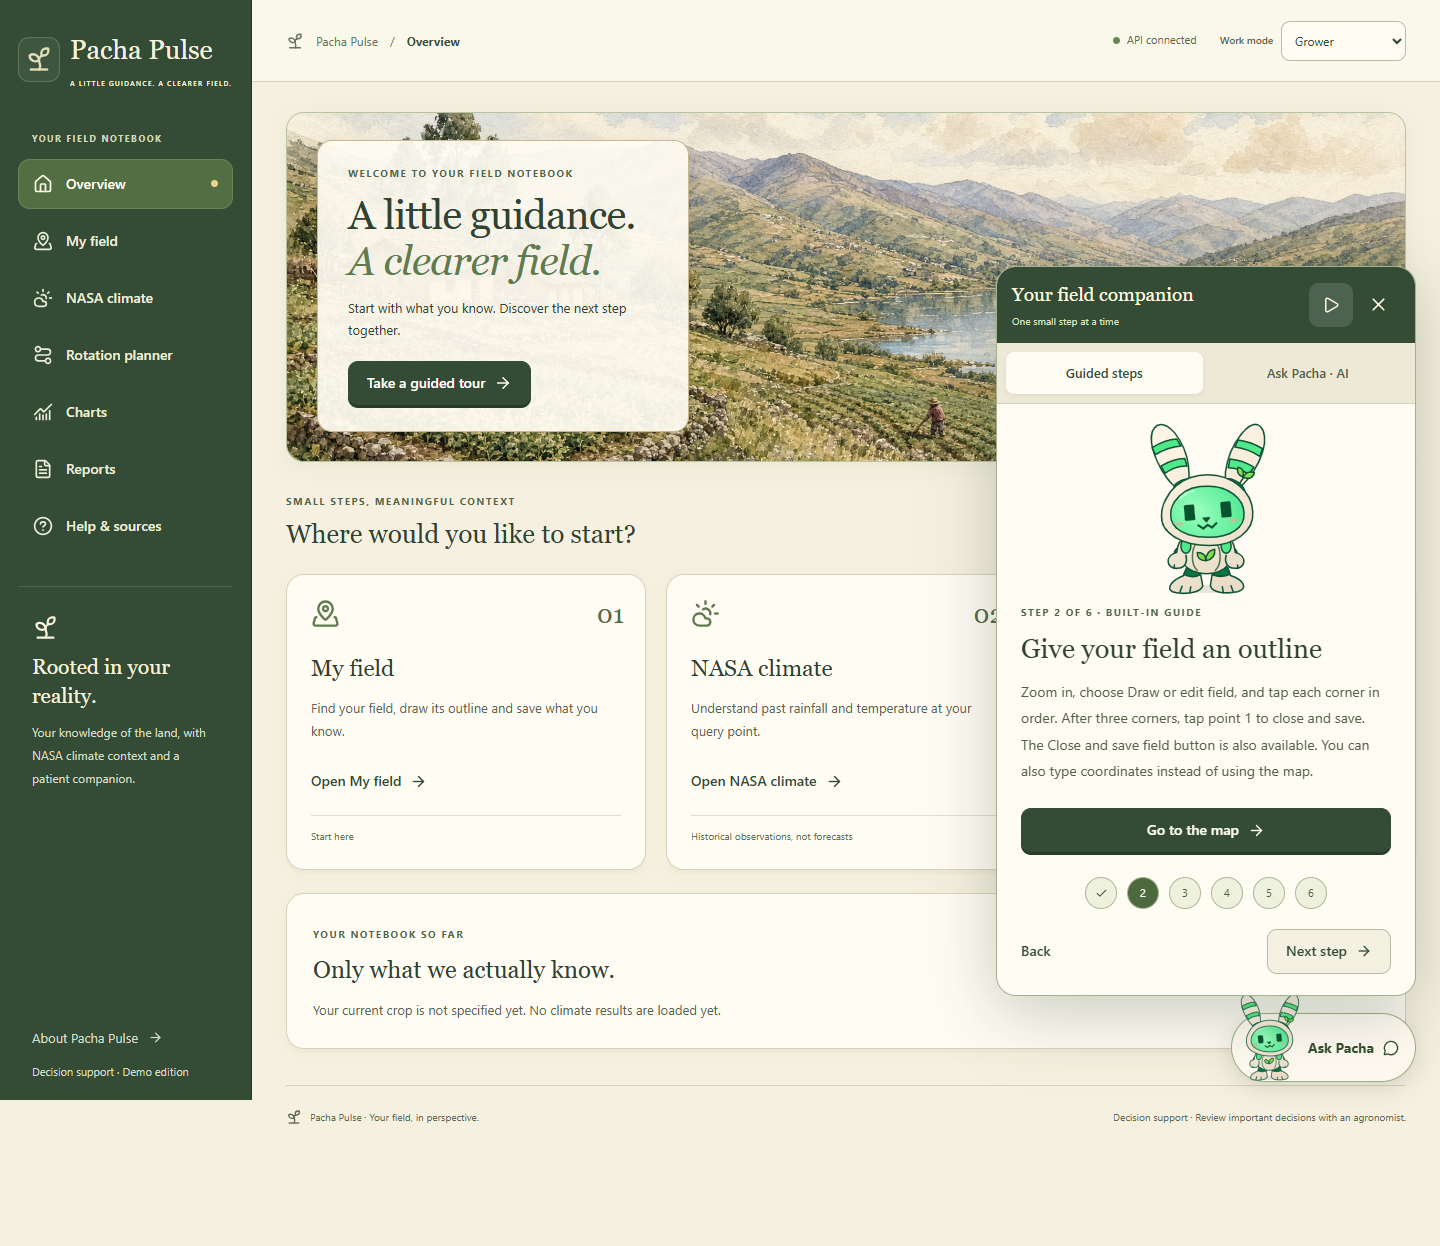 Pacha Pulse
A LITTLE GUIDANCE. A CLEARER FIELD.
YOUR FIELD NOTEBOOK
Overview
My field
NASA climate
Rotation planner
Charts
Reports
Help & sources
Rooted in your
reality.
Your knowledge of the land, with
NASA climate context and a
patient companion.
About Pacha Pulse
Decision support · Demo edition
Pacha Pulse / Overview
API connected
Work mode
Grower
WELCOME TO YOUR FIELD NOTEBOOK
A little guidance.
A clearer field.
Start with what you know. Discover the next step
together.
Take a guided tour
SMALL STEPS, MEANINGFUL CONTEXT
Where would you like to start?
01
My field
Find your field, draw its outline and save what you
know.
Open My field
Start here
02
NASA climate
Understand past rainfall and temperature at your
query point.
Open NASA climate
Historical observations, not forecasts
YOUR NOTEBOOK SO FAR
Only what we actually know.
Your current crop is not specified yet. No climate results are loaded yet.
Your field companion
One small step at a time
Guided steps
Ask Pacha · AI
STEP 2 OF 6 · BUILT-IN GUIDE
Give your field an outline
Zoom in, choose Draw or edit field, and tap each corner in
order. After three corners, tap point 1 to close and save.
The Close and save field button is also available. You can
also type coordinates instead of using the map.
Go to the map
2 3 4 5 6
Back
Next step
Ask Pacha
Pacha Pulse · Your field, in perspective.
Decision support · Review important decisions with an agronomist.